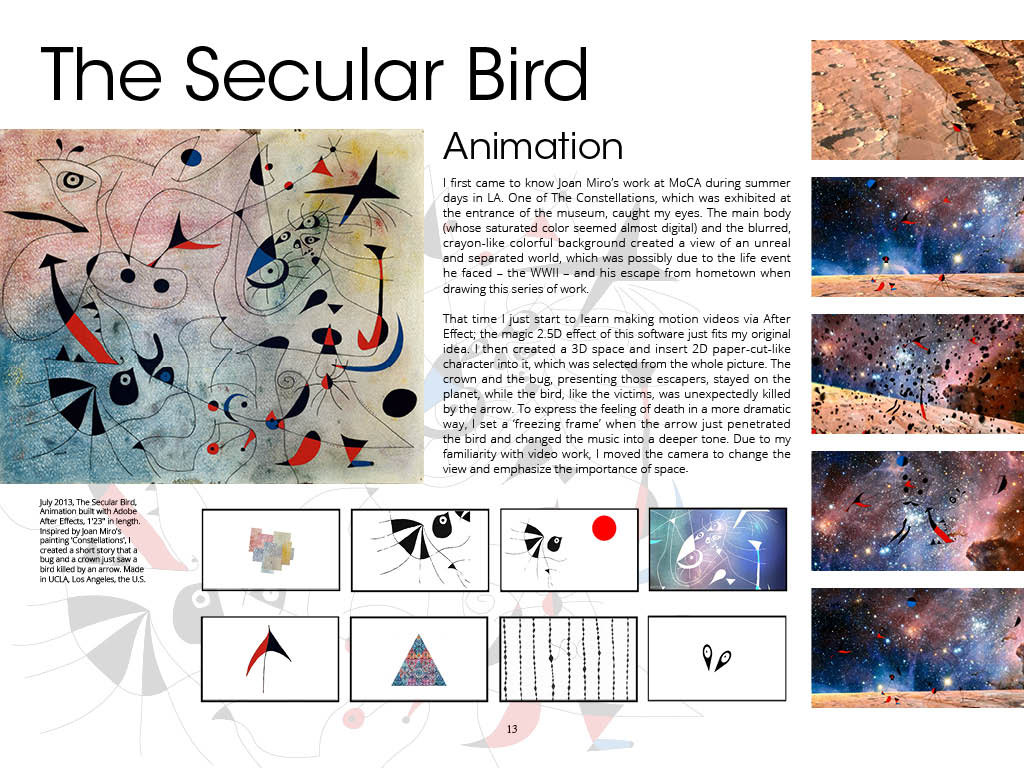 The Secular Bird
Animation
I first came to know Joan Miro's work at MoCA during summer
days in LA. One of The Constellations, which was exhibited at
the entrance of the museum, caught my eyes. The main body
(whose saturated color seemed almost digital) and the blurred,
crayon-like colorful background created a view of an unreal
and separated world, which was possibly due to the life event
he faced – the WWII – and his escape from hometown when
drawing this series of work.
That time I just start to learn making motion videos via After
Effect; the magic 2.5D effect of this software just fits my original
idea. I then created a 3D space and insert 2D paper-cut-like
character into it, which was selected from the whole picture. The
crown and the bug, presenting those escapers, stayed on the
planet, while the bird, like the victims, was unexpectedly killed
by the arrow. To express the feeling of death in a more dramatic
way, I set a 'freezing frame' when the arrow just penetrated
the bird and changed the music into a deeper tone. Due to my
familiarity with video work, I moved the camera to change the
view and emphasize the importance of space.
July 2013, The Secular Bird,
Animation built with Adobe
After Effects, 1'23" in length.
Inspired by Joan Miro's
painting 'Constellations', I
created a short story that a
bug and a crown just saw a
bird killed by an arrow. Made
in UCLA, Los Angeles, the U.S.
13